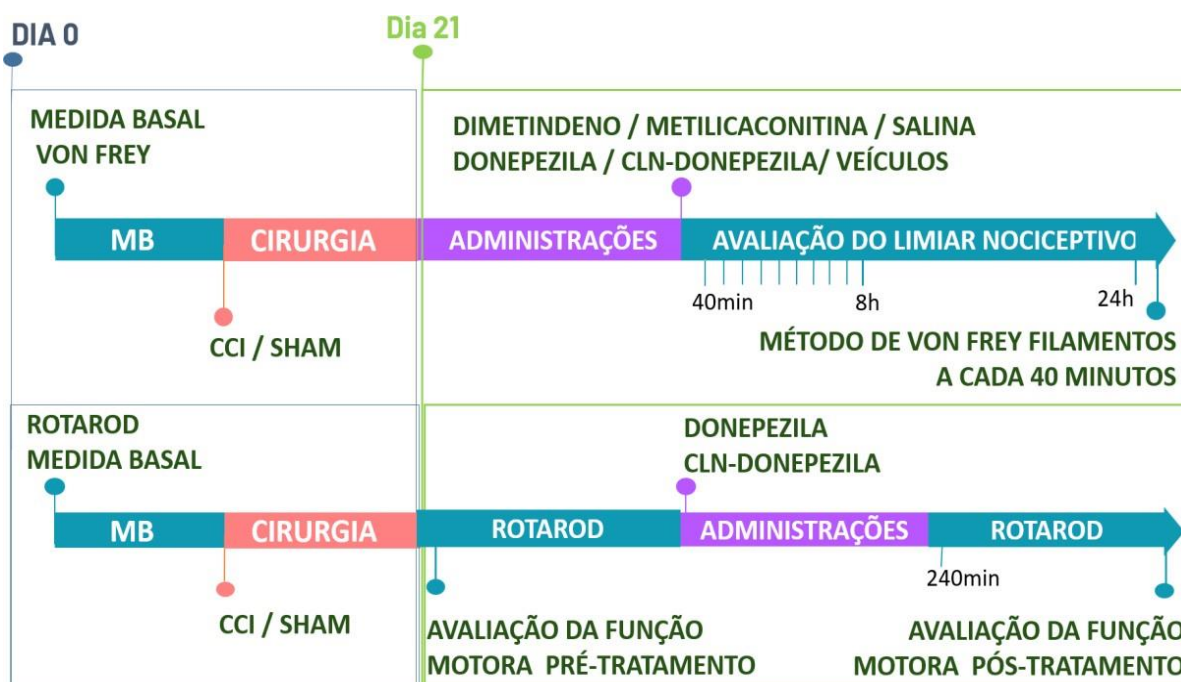 DIA 0
Dia 21
MEDIDA BASAL
VON FREY
DIMETINDENO / METILICACONITINA / SALINA
DONEPEZILA / CLN-DONEPEZILA/ VEÍCULOS
MB
CIRURGIA
ADMINISTRAÇÕES
AVALIAÇÃO DO LIMIAR NOCICEPTIVO
40min
8h
24h
CCI / SHAM
MÉTODO DE VON FREY FILAMENTOS
A CADA 40 MINUTOS
ROTAROD
MEDIDA BASAL
DONEPEZILA
CLN-DONEPEZILA
MB
CIRURGIA
ROTAROD
ADMINISTRAÇÕES
ROTAROD
240min
CCI / SHAM
AVALIAÇÃO DA FUNÇÃO
MOTORA PRÉ-TRATAMENTO
AVALIAÇÃO DA FUNÇÃO
MOTORA PÓS-TRATAMENTO